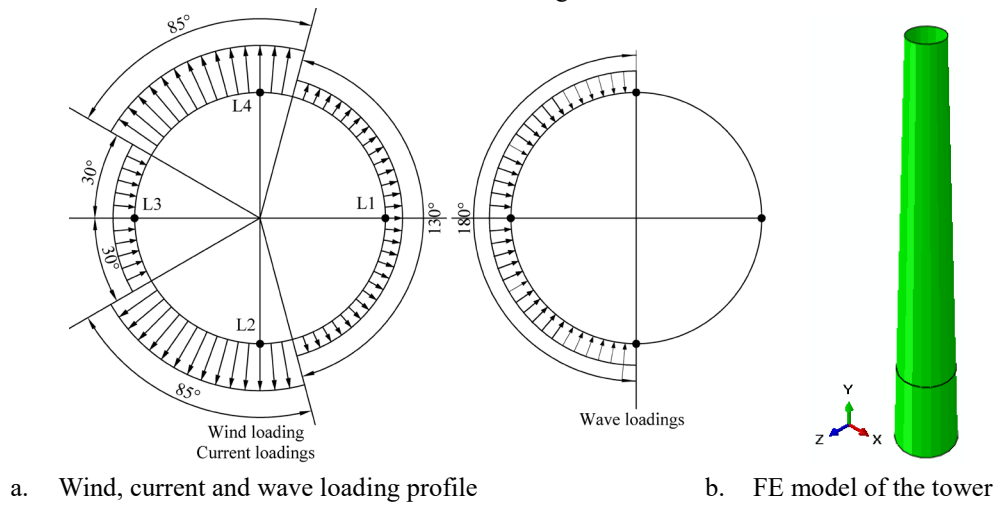 85°
L4
30°
L3
L1
130°
180°
30°
L2
85°
Wind loading
Current loadings
Wave loadings
Y
Z
X
a. Wind, current and wave loading profile
b. FE model of the tower